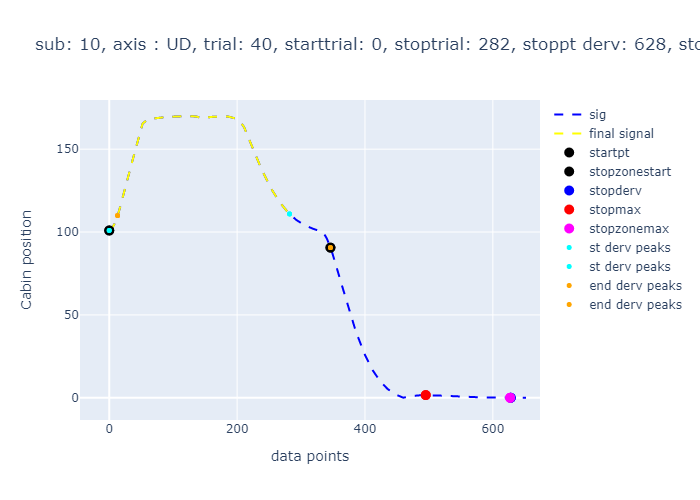 sub: 10, axis : UD, trial: 40, starttrial: 0, stoptrial: 282, stoppt derv: 628, sto
150
100
50
0
Cabin position
0 200 400 600
data points
sig
final signal
startpt
stopzonestart
stopderv
stopmax
stopzonemax
st derv peaks
st derv peaks
end derv peaks
end derv peaks